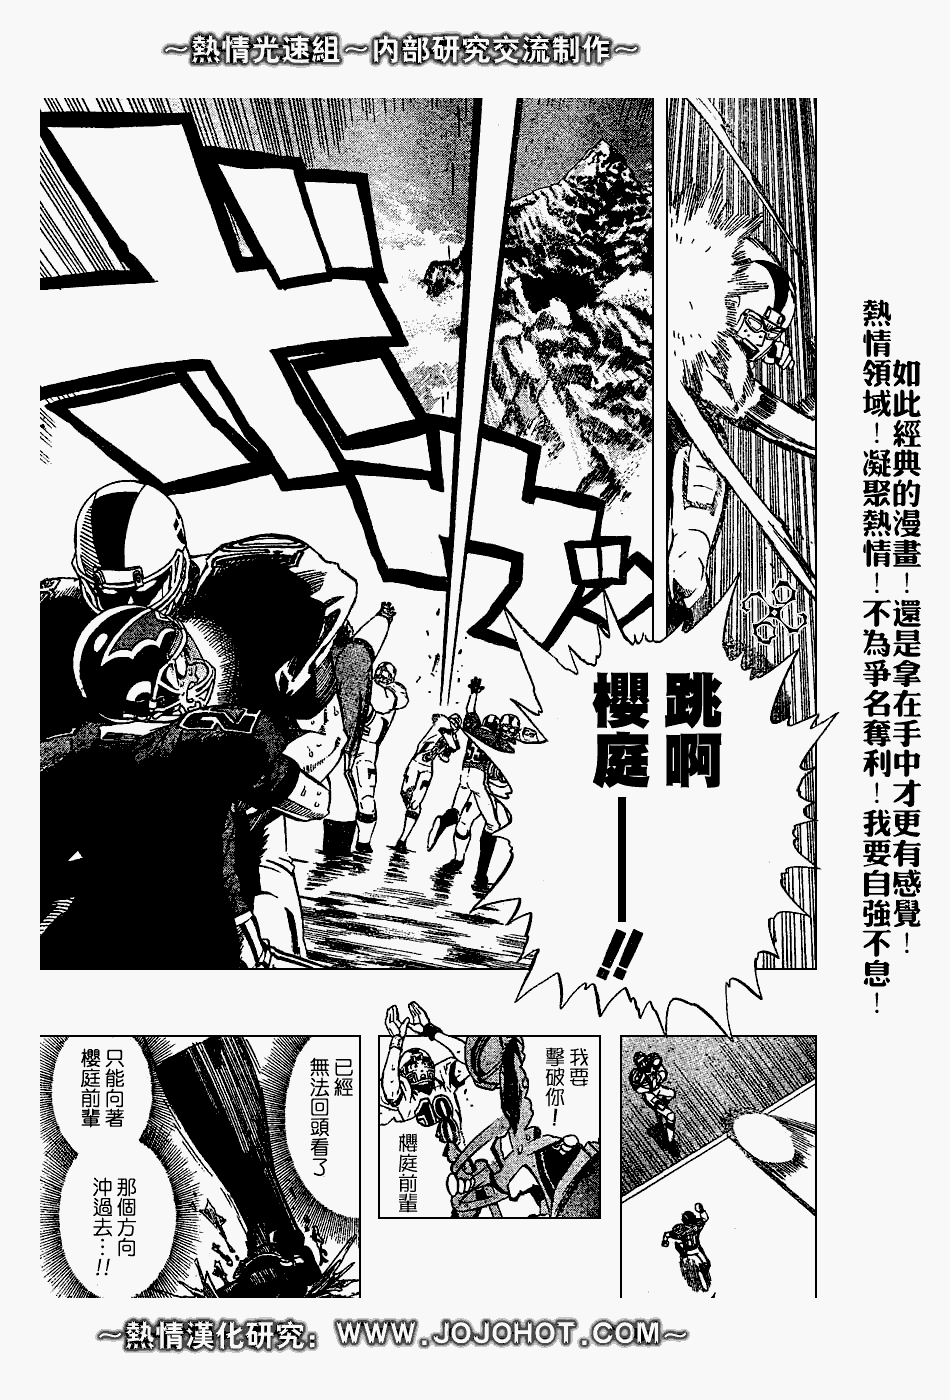 ～熱情光速組～内部研究交流制作～
如此經典的漫畫！還是拿在手中才更有感覺！
熱情領域！凝聚熱情！不為爭名奪利！我要自強不息！
跳啊
櫻庭——!!
我要
擊破你！
櫻庭前輩
已經
無法回頭看了
只能向著
櫻庭前輩
那個方向
沖過去…!!
～熱情漢化研究：WWW.JOJOHOT.COM～